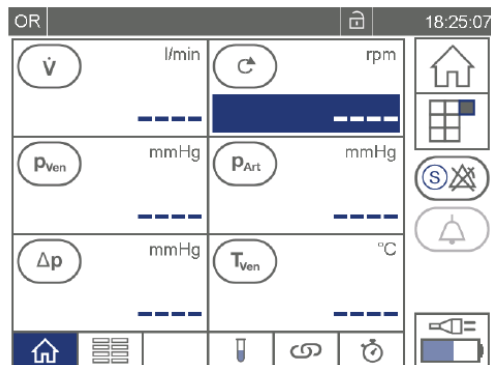 OR 18:25:07
V̇ l/min rpm
---- ----
pVen mmHg pArt mmHg
---- ----
Δp mmHg TVen °C
---- ----
S